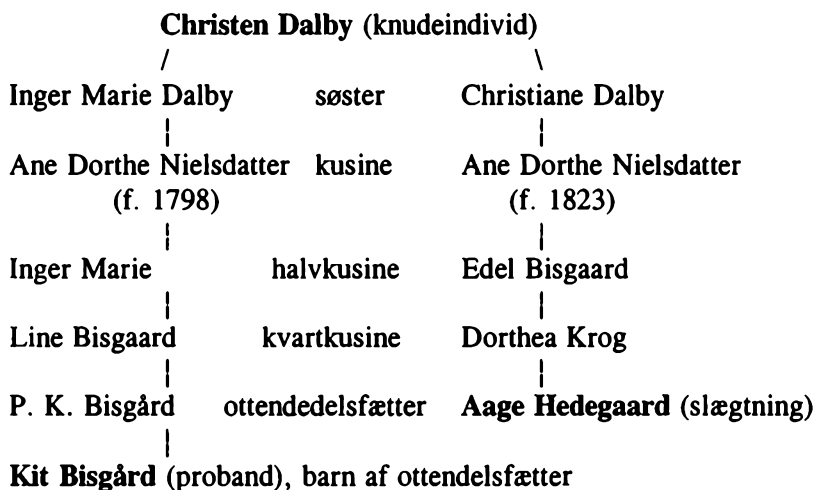 Christen Dalby (knudeindivid)
Inger Marie Dalby søster Christiane Dalby
Ane Dorthe Nielsdatter kusine Ane Dorthe Nielsdatter
(f. 1798) (f. 1823)
Inger Marie halvkusine Edel Bisgaard
Line Bisgaard kvartkusine Dorthea Krog
P. K. Bisgård ottendedelsfætter Aage Hedegaard (slægtning)
Kit Bisgård (proband), barn af ottendelsfætter